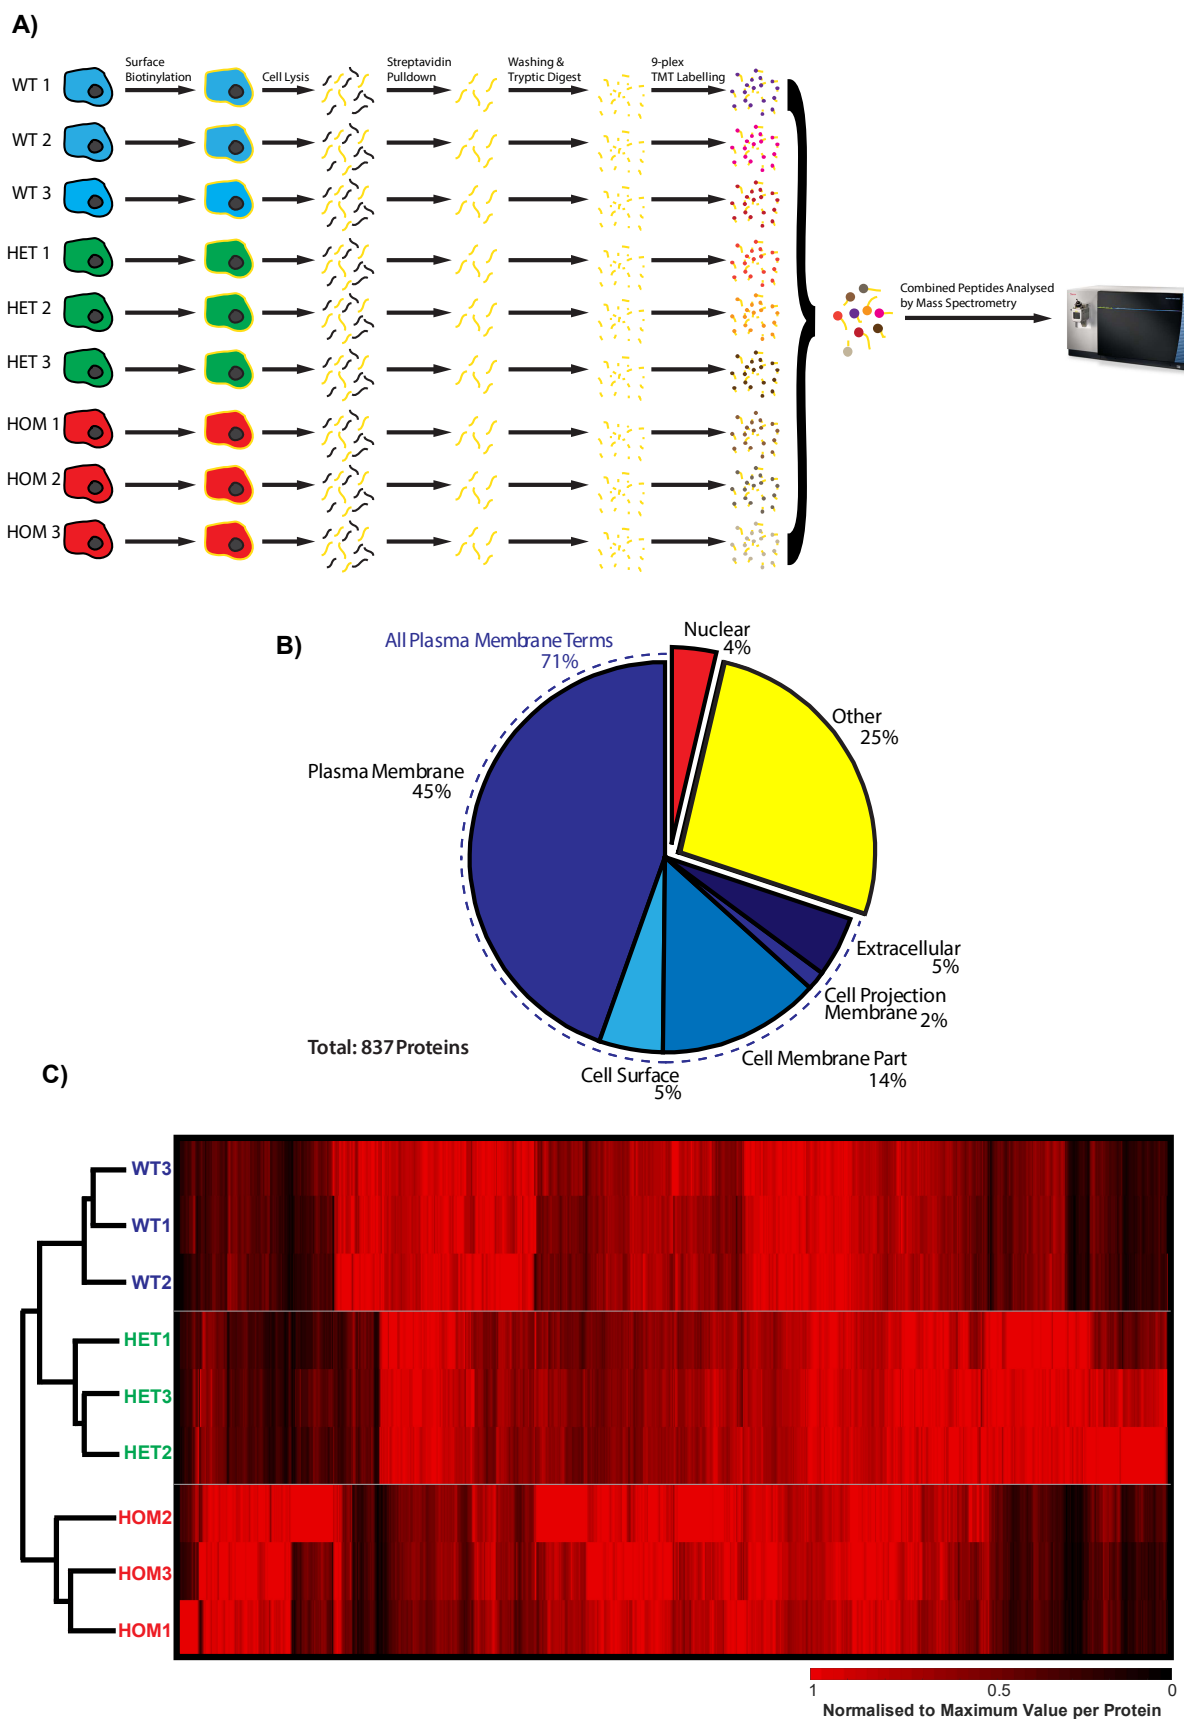 A)
Surface
Biotinylation
Cell Lysis
Streptavidin
Pulldown
Washing &
Tryptic Digest
9-plex
TMT Labelling
WT 1
WT 2
WT 3
HET 1
HET 2
HET 3
HOM 1
HOM 2
HOM 3
Combined Peptides Analysed
by Mass Spectrometry
B)
All Plasma Membrane Terms
71%
Nuclear
4%
Other
25%
Plasma Membrane
45%
Extracellular
5%
Cell Projection
Membrane 2%
Cell Membrane Part
14%
Cell Surface
5%
Total: 837 Proteins
C)
WT3
WT1
WT2
HET1
HET3
HET2
HOM2
HOM3
HOM1
1 0.5 0
Normalised to Maximum Value per Protein